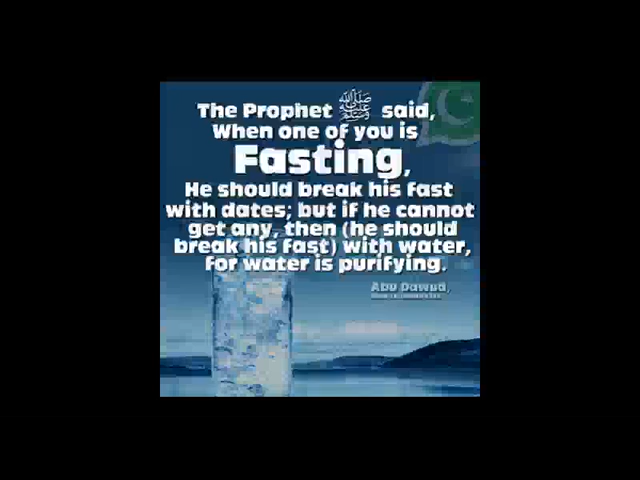 The Prophet ﷺ said,
When one of you is
Fasting,
He should break his fast
with dates; but if he cannot
get any, then (he should
break his fast) with water,
for water is purifying.
Abu Dawud,